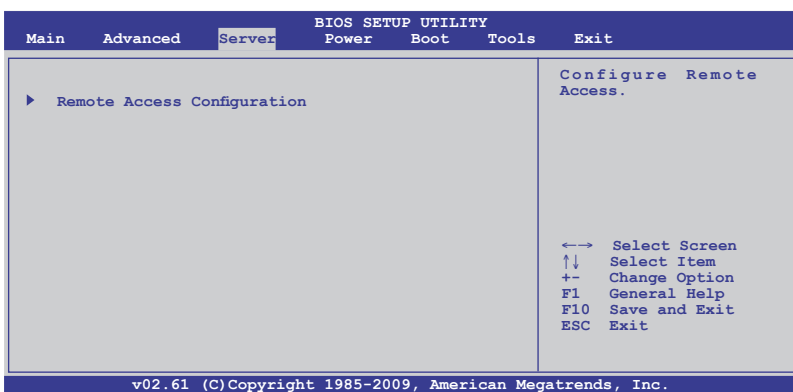 BIOS SETUP UTILITY
Main Advanced Server Power Boot Tools Exit
Remote Access Configuration
Configure Remote
Access.
←→ Select Screen
↑↓ Select Item
+- Change Option
F1 General Help
F10 Save and Exit
ESC Exit
v02.61 (C)Copyright 1985-2009, American Megatrends, Inc.